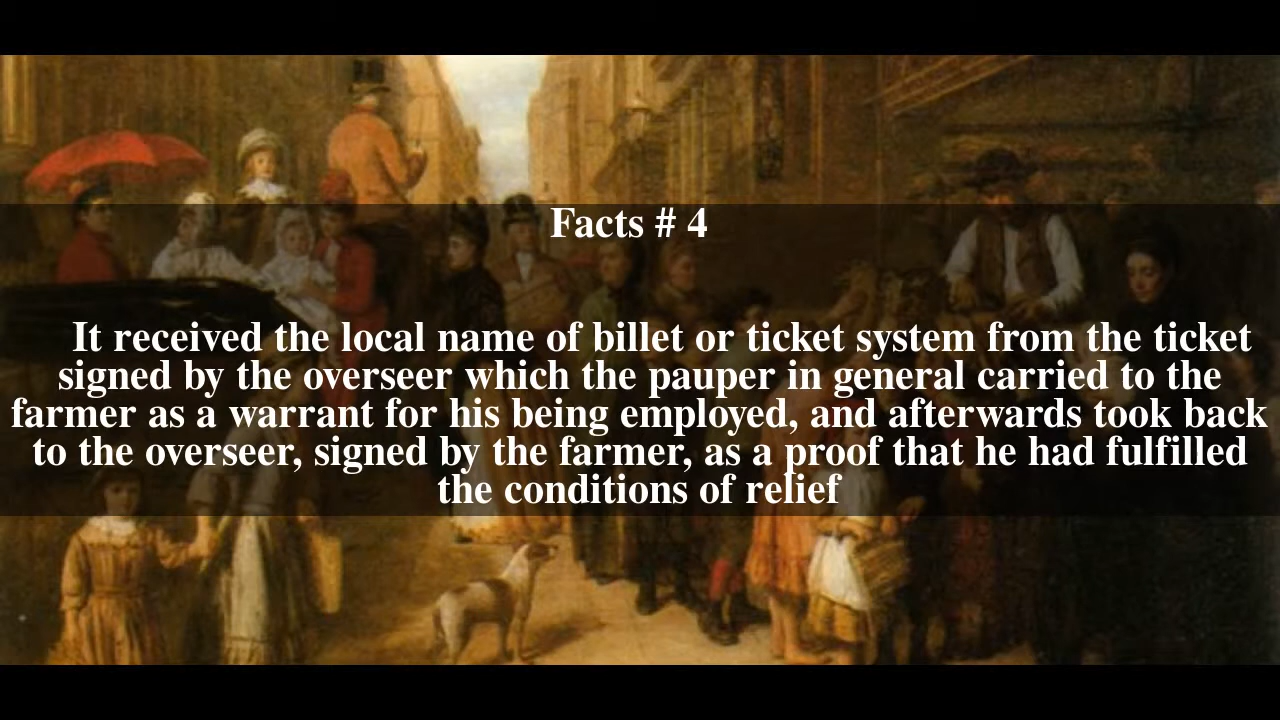 Facts # 4
It received the local name of billet or ticket system from the ticket
signed by the overseer which the pauper in general carried to the
farmer as a warrant for his being employed, and afterwards took back
to the overseer, signed by the farmer, as a proof that he had fulfilled
the conditions of relief